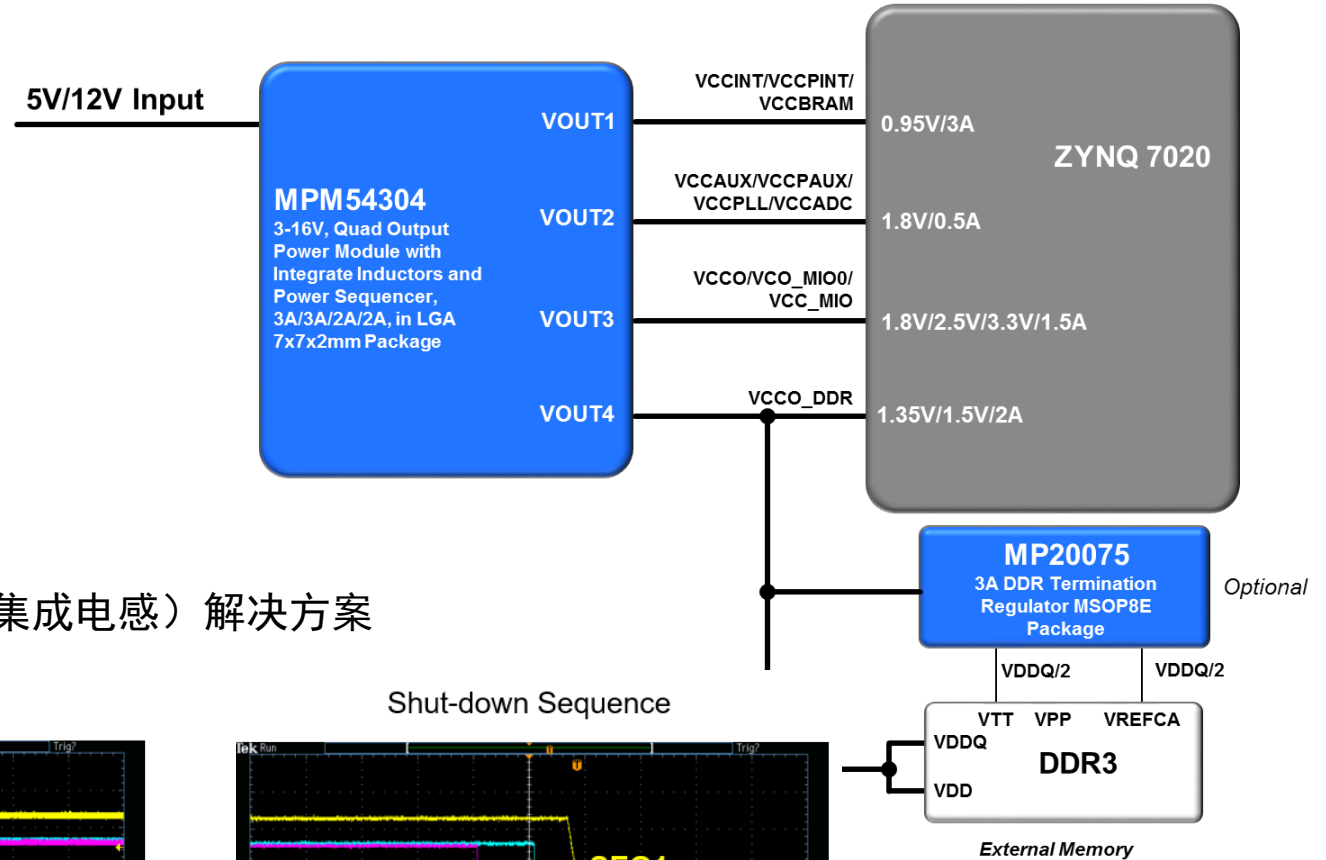 5V/12V Input
MPM54304
3-16V, Quad Output
Power Module with
Integrate Inductors and
Power Sequencer,
3A/3A/2A/2A, in LGA
7x7x2mm Package
VOUT1
VOUT2
VOUT3
VOUT4
VCCINT/VCCPINT/
VCCBRAM
VCCAUX/VCCPAUX/
VCCPLL/VCCADC
VCCO/VCO_MIO0/
VCC_MIO
VCCO_DDR
ZYNQ 7020
0.95V/3A
1.8V/0.5A
1.8V/2.5V/3.3V/1.5A
1.35V/1.5V/2A
MP20075
3A DDR Termination
Regulator MSOP8E
Package
Optional
VDDQ/2
VDDQ/2
VTT VPP VREFCA
VDDQ
DDR3
VDD
External Memory
集成电感）解决方案
Shut-down Sequence
Trig?
Tek Run
Trig?
T
SEQ1